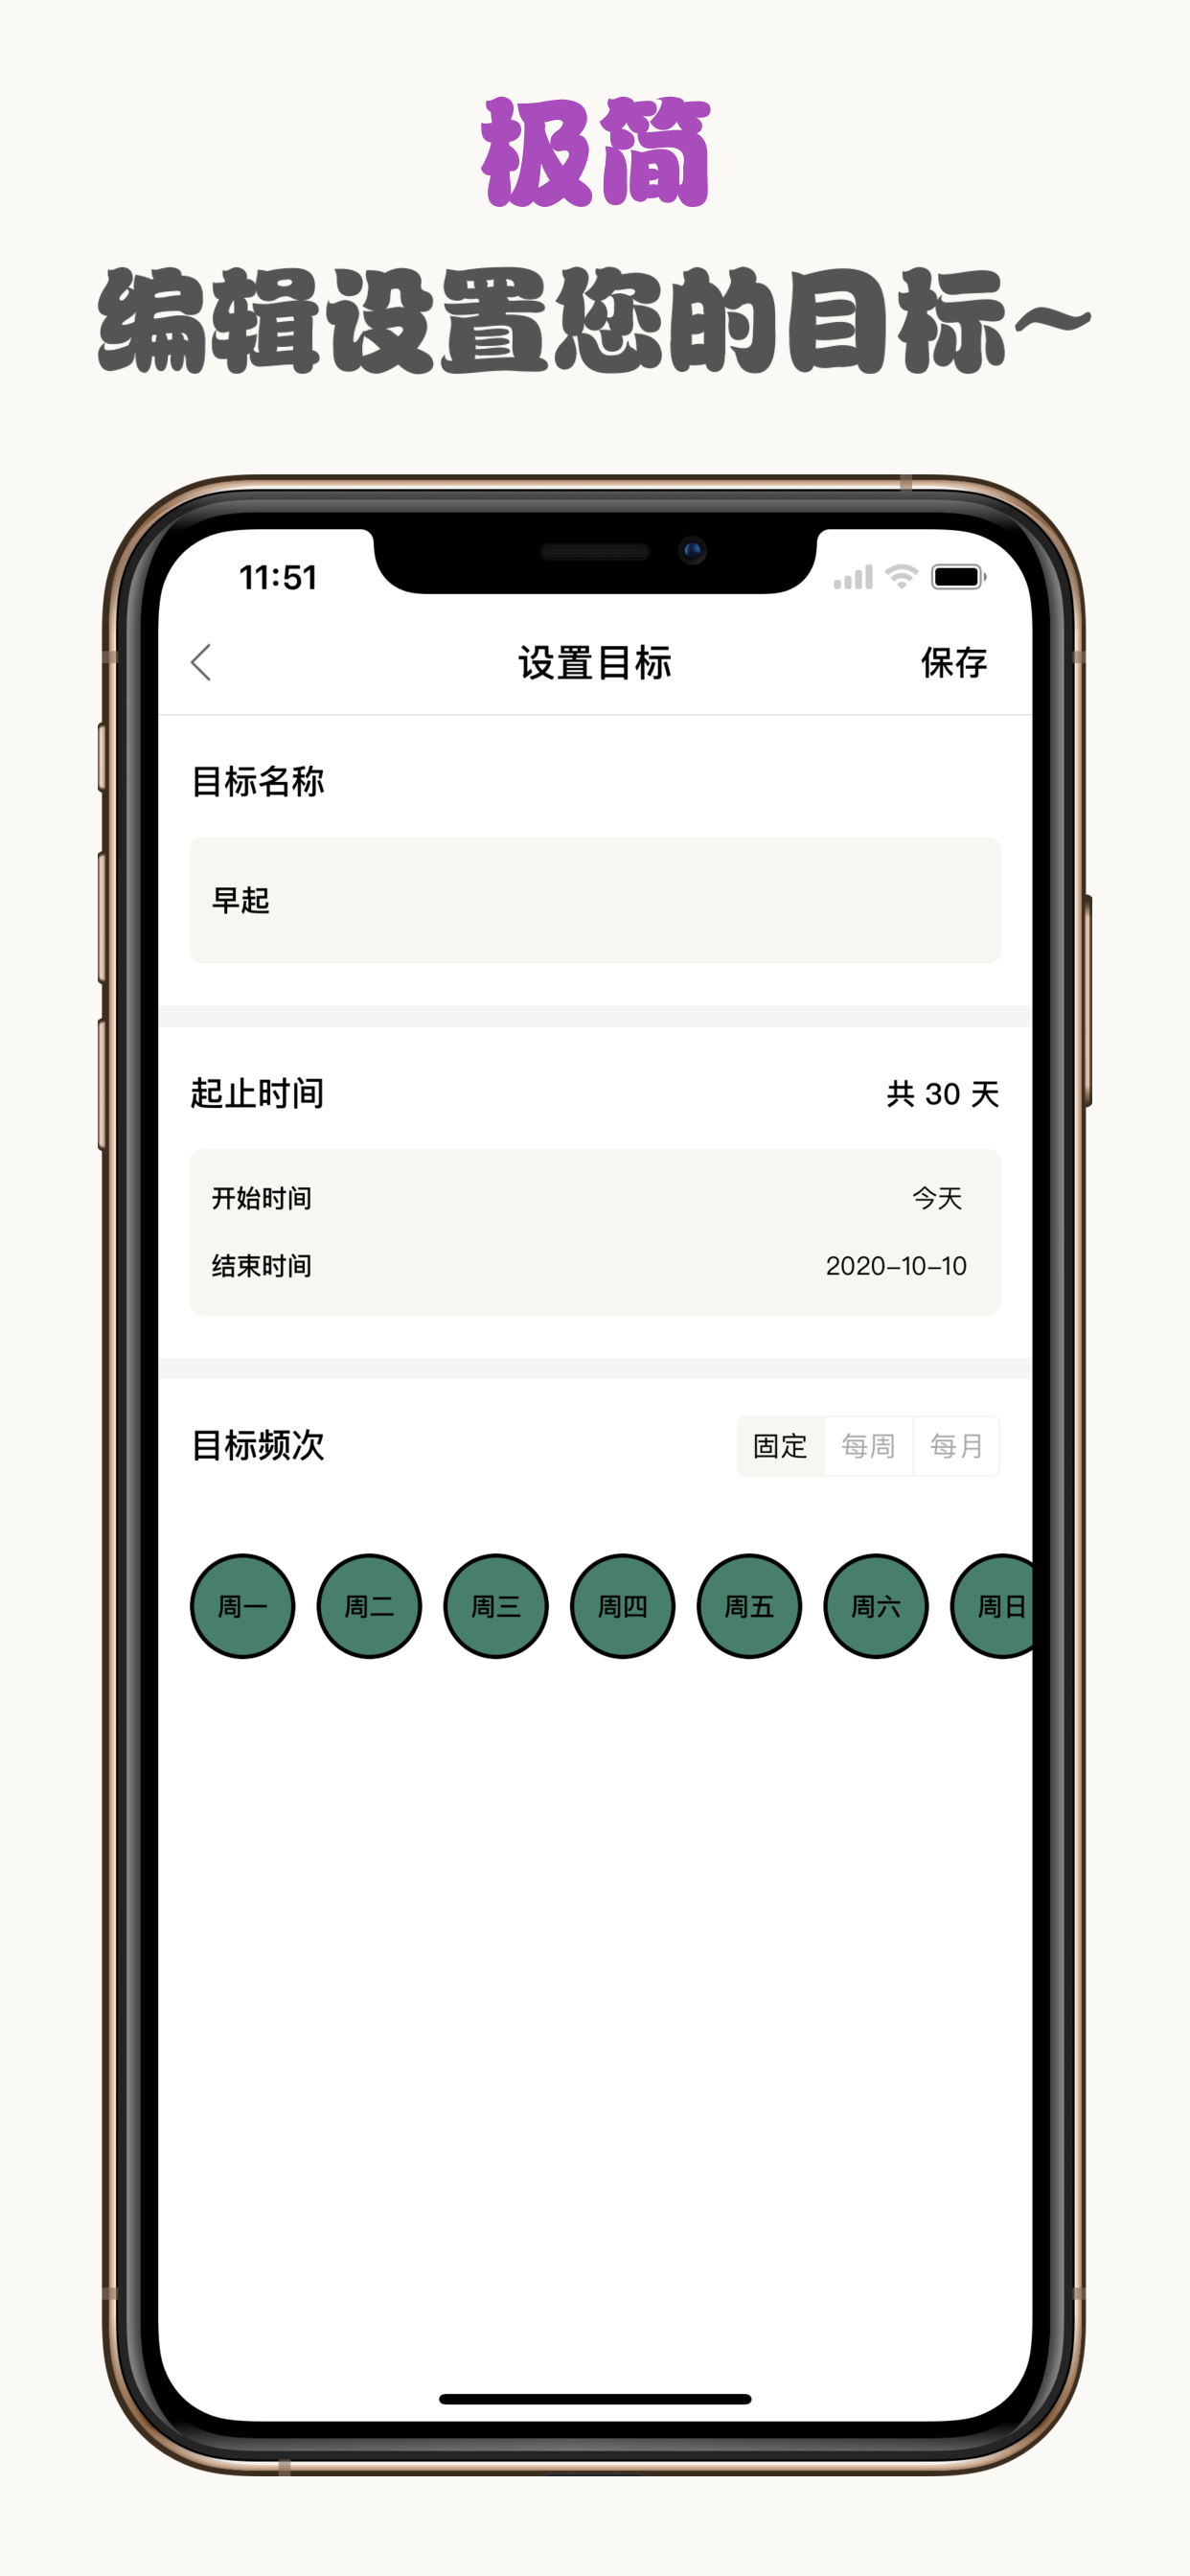 极简
编辑设置您的目标~
11:51
设置目标 保存
目标名称
早起
起止时间 共 30 天
开始时间 今天
结束时间 2020-10-10
目标频次 固定 每周 每月
周一 周二 周三 周四 周五 周六 周日